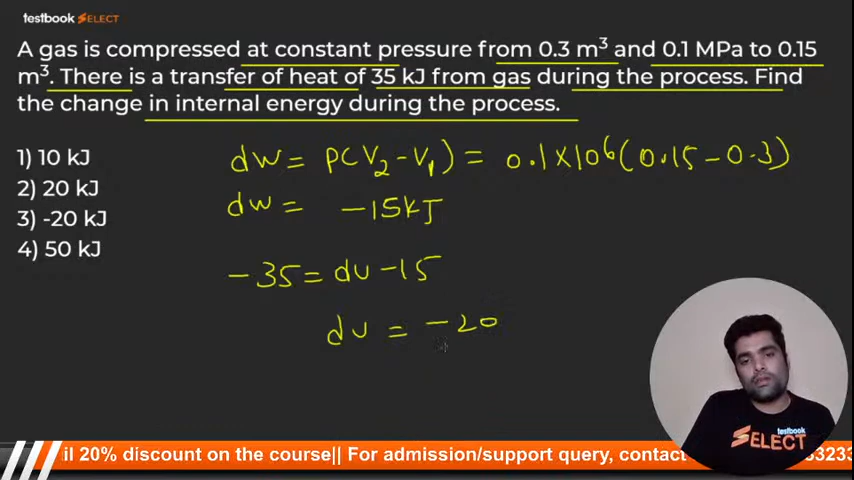 testbook SELECT
A gas is compressed at constant pressure from 0.3 m³ and 0.1 MPa to 0.15
m³. There is a transfer of heat of 35 kJ from gas during the process. Find
the change in internal energy during the process.
1) 10 kJ
2) 20 kJ
3) -20 kJ
4) 50 kJ
dw = P(V₂ - V₁) = 0.1 × 10⁶ (0.15 - 0.3)
dw = -15 kJ
-35 = du - 15
du = -20
testbook
SELECT
20% discount on the course|| For admission/support query, contact